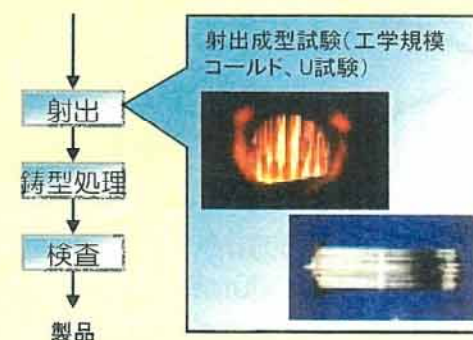 射出成型試験(工学規模
コールド、U試験)
射出
鋳型処理
検査
製品